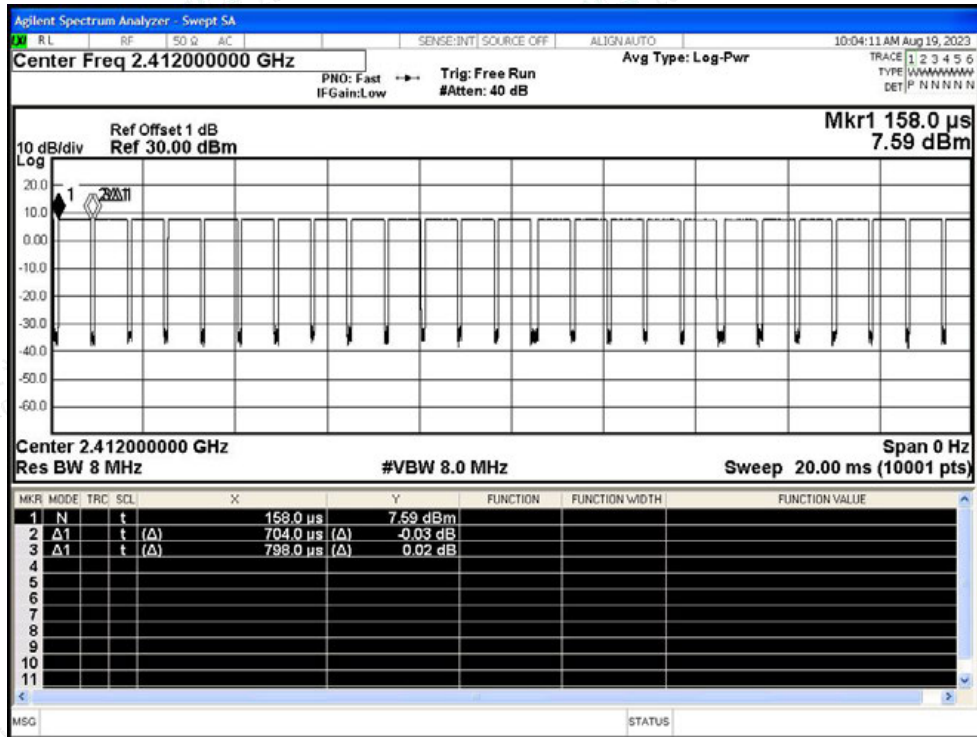 Agilent Spectrum Analyzer - Swept SA
RL RF 50 Ω AC SENSE:INT SOURCE OFF ALIGN AUTO 10:04:11 AM Aug 19, 2023
Center Freq 2.412000000 GHz
PNO: Fast
IFGain:Low
Trig: Free Run
#Atten: 40 dB
Avg Type: Log-Pwr
TRACE 1 2 3 4 5 6
TYPE WWWWWWW
DET P N N N N N
Mkr1 158.0 µs
7.59 dBm
Ref Offset 1 dB
10 dB/div Ref 30.00 dBm
Log
20.0
10.0
0.00
-10.0
-20.0
-30.0
-40.0
-50.0
-60.0
1
Center 2.412000000 GHz Span 0 Hz
Res BW 8 MHz #VBW 8.0 MHz Sweep 20.00 ms (10001 pts)
MKR MODE TRC SCL X Y FUNCTION FUNCTION WIDTH FUNCTION VALUE
1 N t 158.0 µs 7.59 dBm
2 Δ1 t (Δ) 704.0 µs (Δ) -0.03 dB
3 Δ1 t (Δ) 798.0 µs (Δ) 0.02 dB
4
5
6
7
8
9
10
11
MSG STATUS